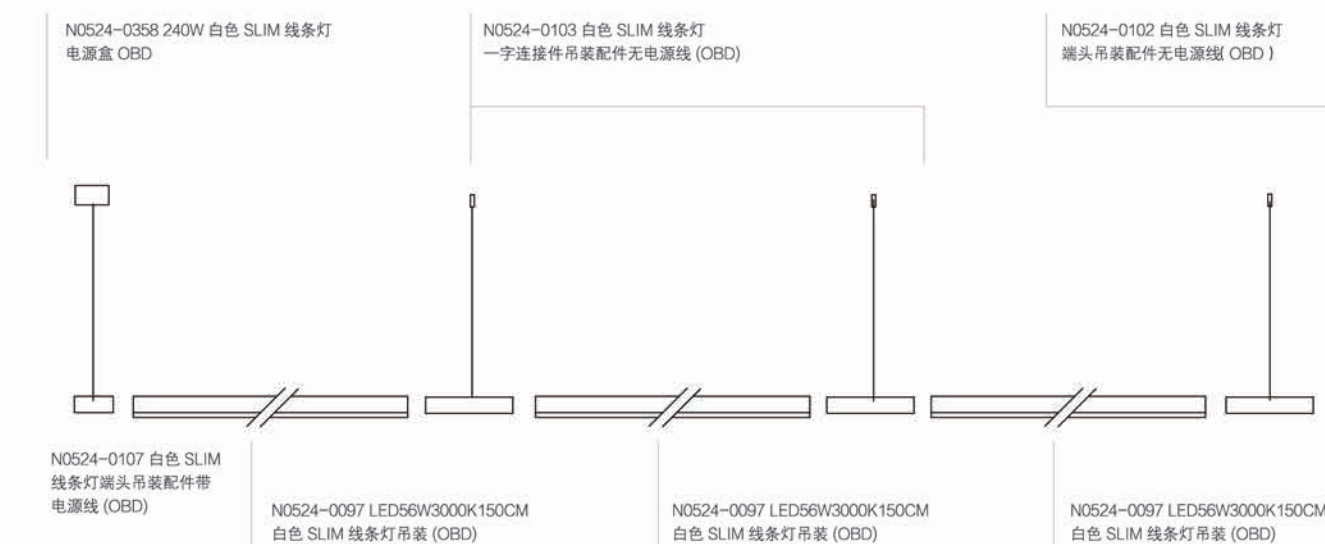 N0524-0358 240W 白色 SLIM 线条灯
电源盒 OBD
N0524-0103 白色 SLIM 线条灯
一字连接件吊装配件无电源线 (OBD)
N0524-0102 白色 SLIM 线条灯
端头吊装配件无电源线( OBD )
N0524-0107 白色 SLIM
线条灯端头吊装配件带
电源线 (OBD)
N0524-0097 LED56W3000K150CM
白色 SLIM 线条灯吊装 (OBD)
N0524-0097 LED56W3000K150CM
白色 SLIM 线条灯吊装 (OBD)
N0524-0097 LED56W3000K150CM
白色 SLIM 线条灯吊装 (OBD)